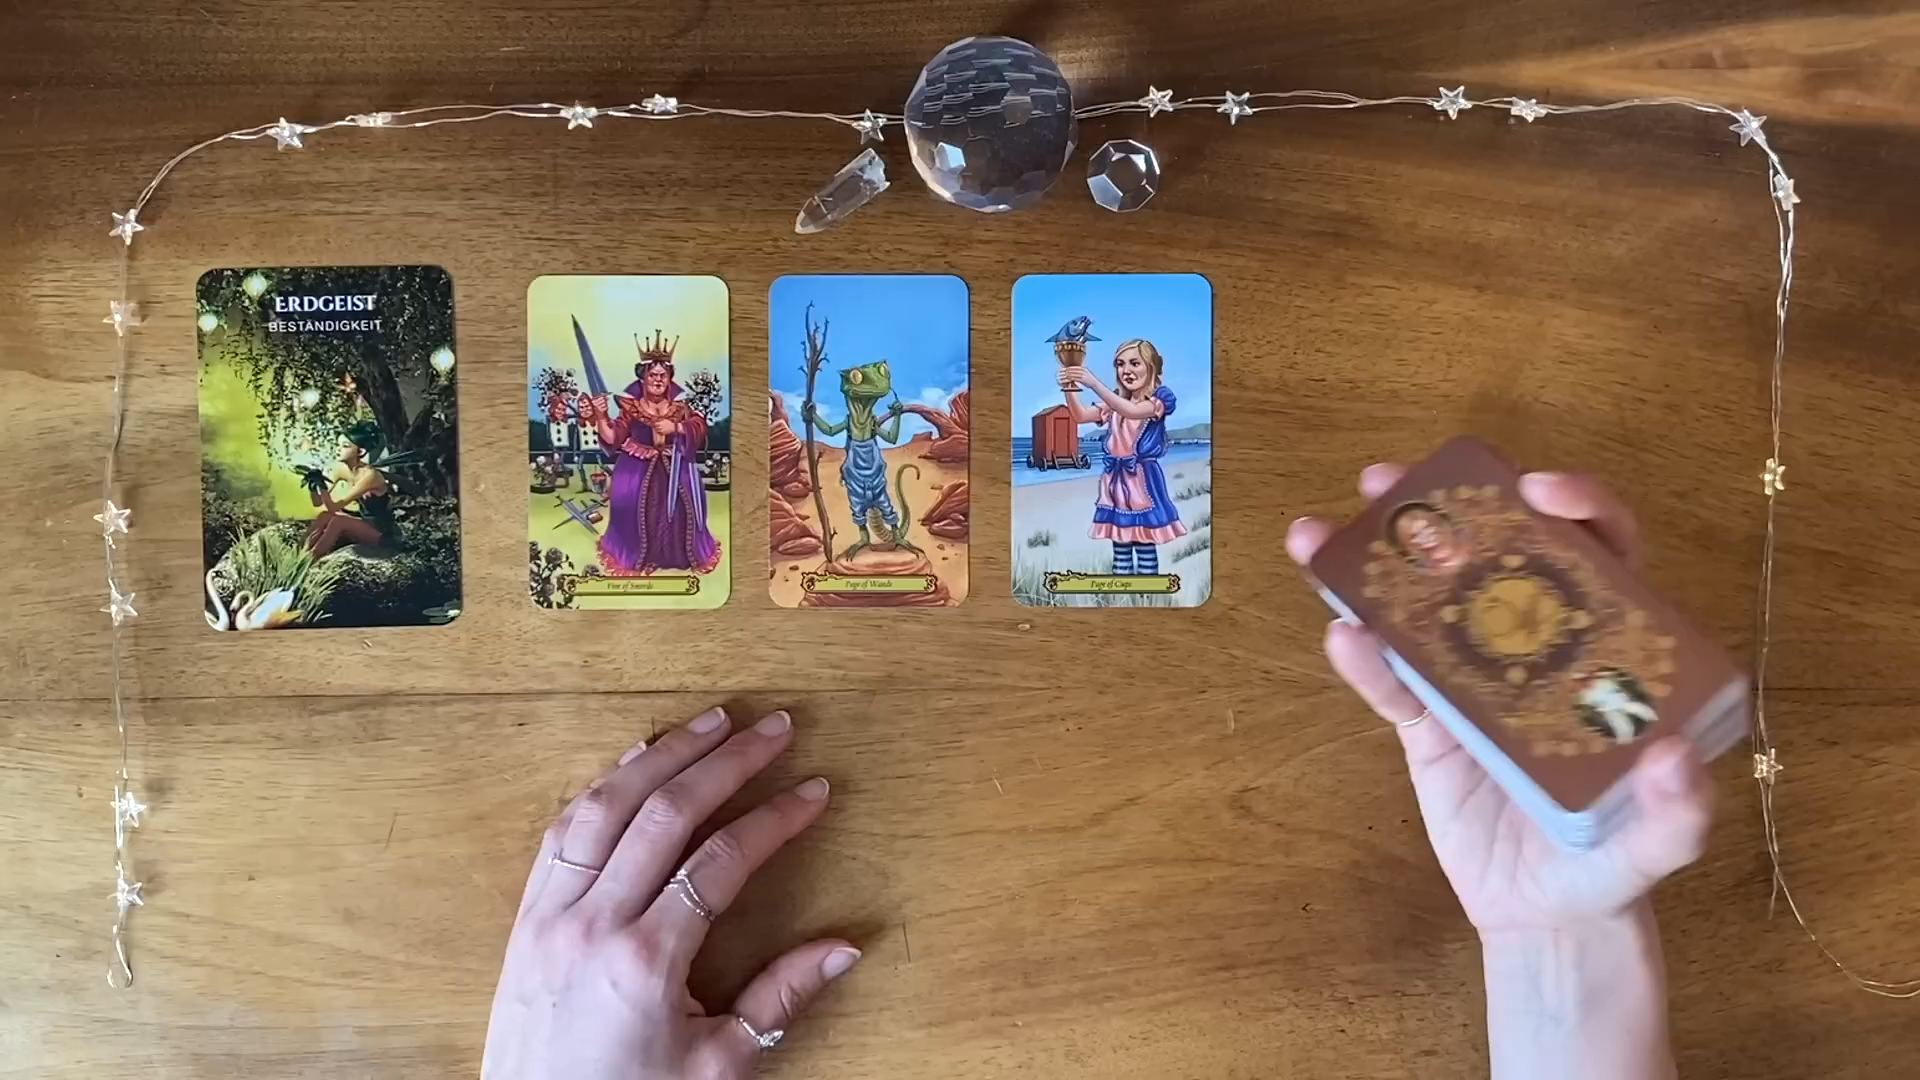 ERDGEIST
BESTÄNDIGKEIT
Five of Swords
Page of Wands
Page of Cups